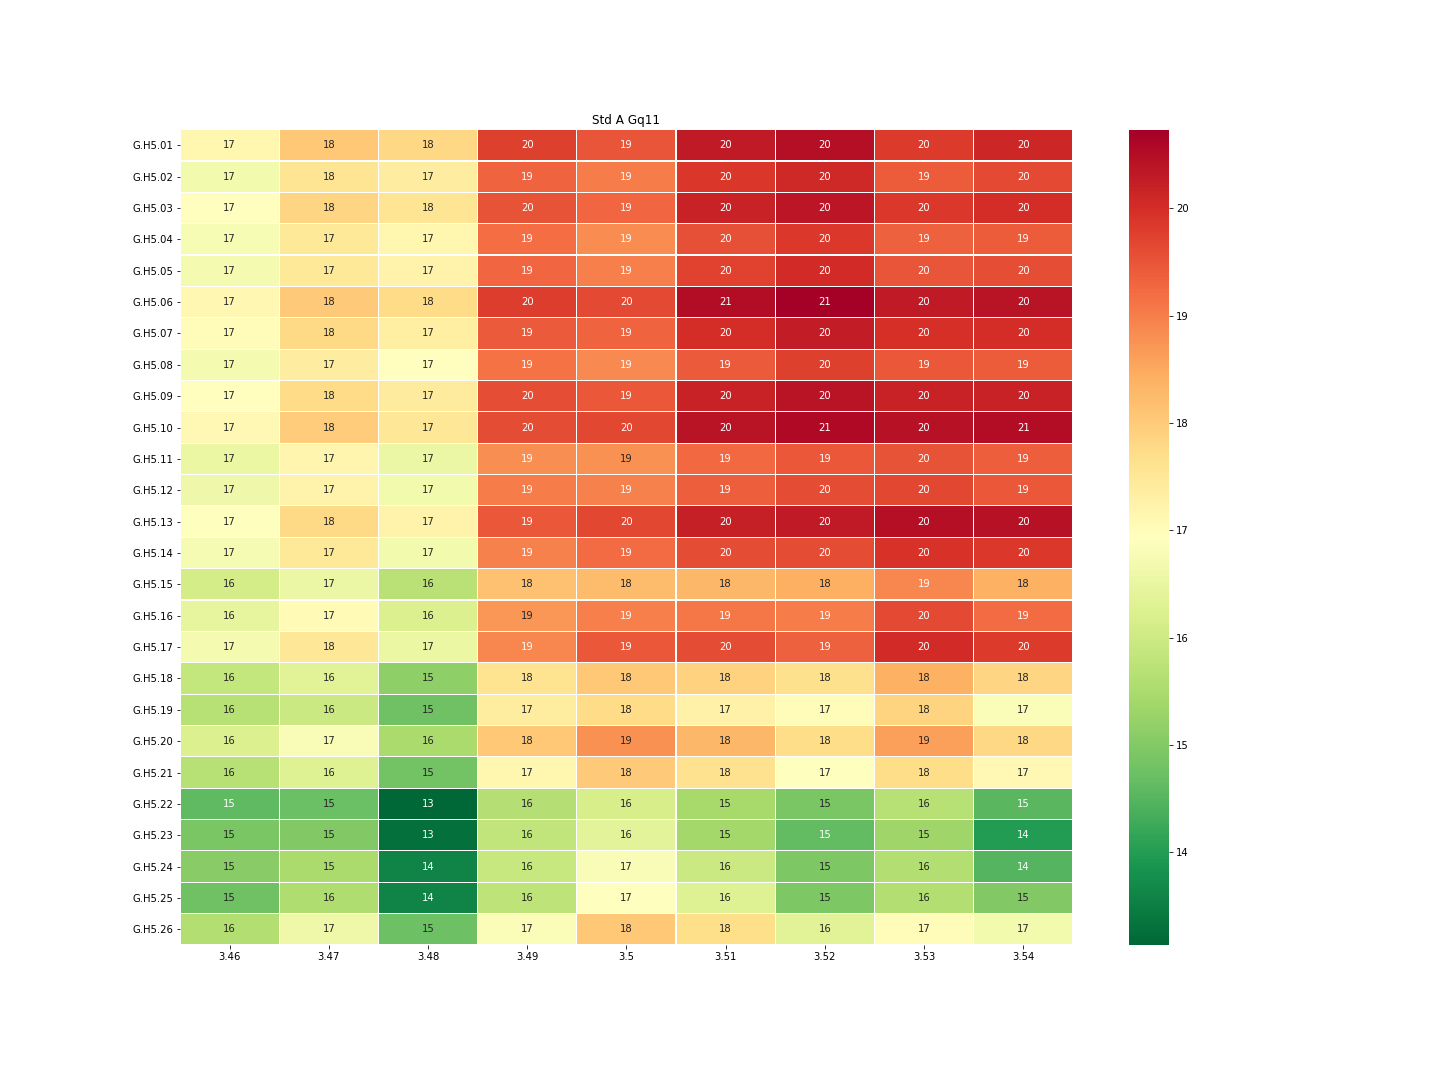 Std A Gq11
G.H5.01 17 18 18 20 19 20 20 20 20
G.H5.02 17 18 17 19 19 20 20 19 20
G.H5.03 17 18 18 20 19 20 20 20 20
G.H5.04 17 17 17 19 19 20 20 19 19
G.H5.05 17 17 17 19 19 20 20 20 20
G.H5.06 17 18 18 20 20 21 21 20 20
G.H5.07 17 18 17 19 19 20 20 20 20
G.H5.08 17 17 17 19 19 19 20 19 19
G.H5.09 17 18 17 20 19 20 20 20 20
G.H5.10 17 18 17 20 20 20 21 20 21
G.H5.11 17 17 17 19 19 19 19 20 19
G.H5.12 17 17 17 19 19 19 20 20 19
G.H5.13 17 18 17 19 20 20 20 20 20
G.H5.14 17 17 17 19 19 20 20 20 20
G.H5.15 16 17 16 18 18 18 18 19 18
G.H5.16 16 17 16 19 19 19 19 20 19
G.H5.17 17 18 17 19 19 20 19 20 20
G.H5.18 16 16 15 18 18 18 18 18 18
G.H5.19 16 16 15 17 18 17 17 18 17
G.H5.20 16 17 16 18 19 18 18 19 18
G.H5.21 16 16 15 17 18 18 17 18 17
G.H5.22 15 15 13 16 16 15 15 16 15
G.H5.23 15 15 13 16 16 15 15 15 14
G.H5.24 15 15 14 16 17 16 15 16 14
G.H5.25 15 16 14 16 17 16 15 16 15
G.H5.26 16 17 15 17 18 18 16 17 17
3.46 3.47 3.48 3.49 3.5 3.51 3.52 3.53 3.54
20
19
18
17
16
15
14